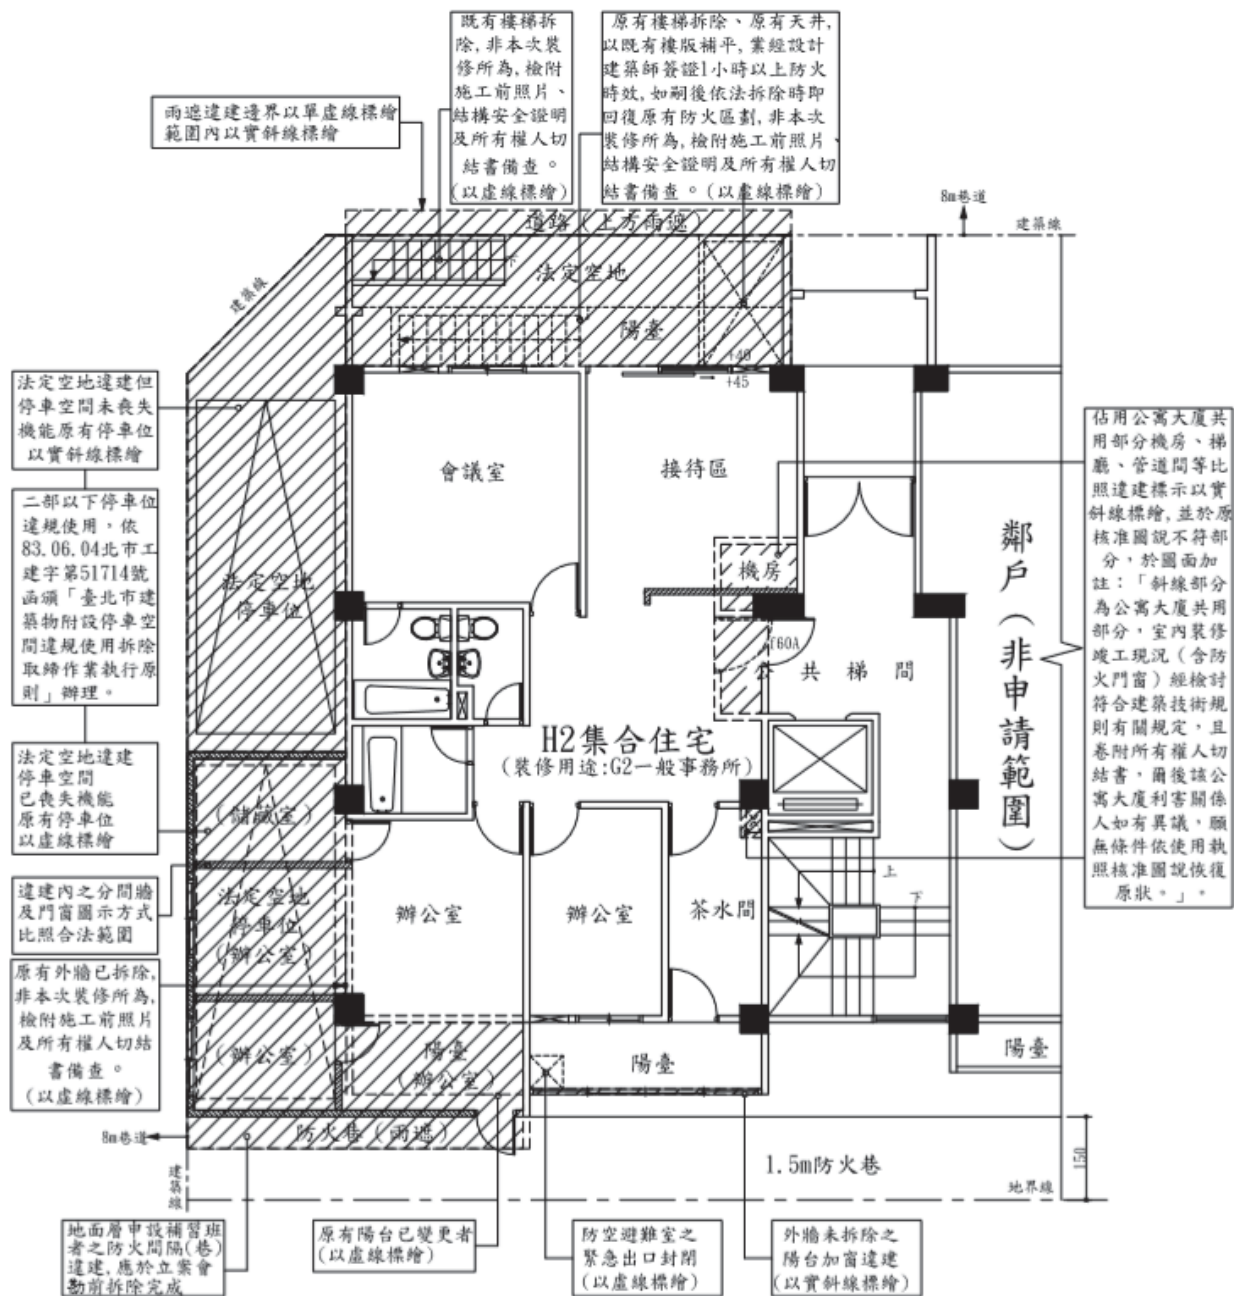 既有樓梯拆
除,非本次裝
修所為,檢附
施工前照片、
結構安全證明
及所有權人切
結書備查。
(以虛線標繪)
原有樓梯拆除、原有天井,
以既有樓版補平,業經設計
建築師簽證1小時以上防火
時效,如嗣後依法拆除時即
回復原有防火區劃,非本次
裝修所為,檢附施工前照片、
結構安全證明及所有權人切
結書備查。(以虛線標繪)
雨遮違建邊界以單虛線標繪
範圍內以實斜線標繪
8m巷道
建築線
道路(上方雨遮)
下
法定空地
建築線
陽臺
+40
+45
法定空地違建但
停車空間未喪失
機能原有停車位
以實斜線標繪
會議室
接待區
佔用公寓大廈共
用部分機房、梯
廳、管道間等比
照違建標示以實
斜線標繪,並於原
核准圖說不符部
分,於圖面加
註:「斜線部分
為公寓大廈共用
部分,室內裝修
竣工現況(含防
火門窗)經檢討
符合建築技術規
則有關規定,且
卷附所有權人切
結書,爾後該公
寓大廈利害關係
人如有異議,願
無條件依使用執
照核准圖說恢復
原狀。」。
二部以下停車位
違規使用,依
83.06.04北市工
建字第51714號
函頒「臺北市建
築物附設停車空
間違規使用拆除
取締作業執行原
則」辦理。
法定空地
停車位
機房
鄰戶(非申請範圍)
f60A
公共梯間
H2集合住宅
(裝修用途:G2一般事務所)
法定空地違建
停車空間
已喪失機能
原有停車位
以虛線標繪
(儲藏室)
違建內之分間牆
及門窗圖示方式
比照合法範圍
法定空地
停車位
(辦公室)
辦公室
辦公室
茶水間
上
下
原有外牆已拆除,
非本次裝修所為,
檢附施工前照片
及所有權人切結
書備查。
(以虛線標繪)
(辦公室)
陽臺
(辦公室)
陽臺
陽臺
8m巷道
防火巷(雨遮)
建築線
1.5m防火巷
150
地界線
地面層申設補習班
者之防火間隔(巷)
違建,應於立案會
勘前拆除完成
原有陽台已變更者
(以虛線標繪)
防空避難室之
緊急出口封閉
(以虛線標繪)
外牆未拆除之
陽台加窗違建
(以實斜線標繪)